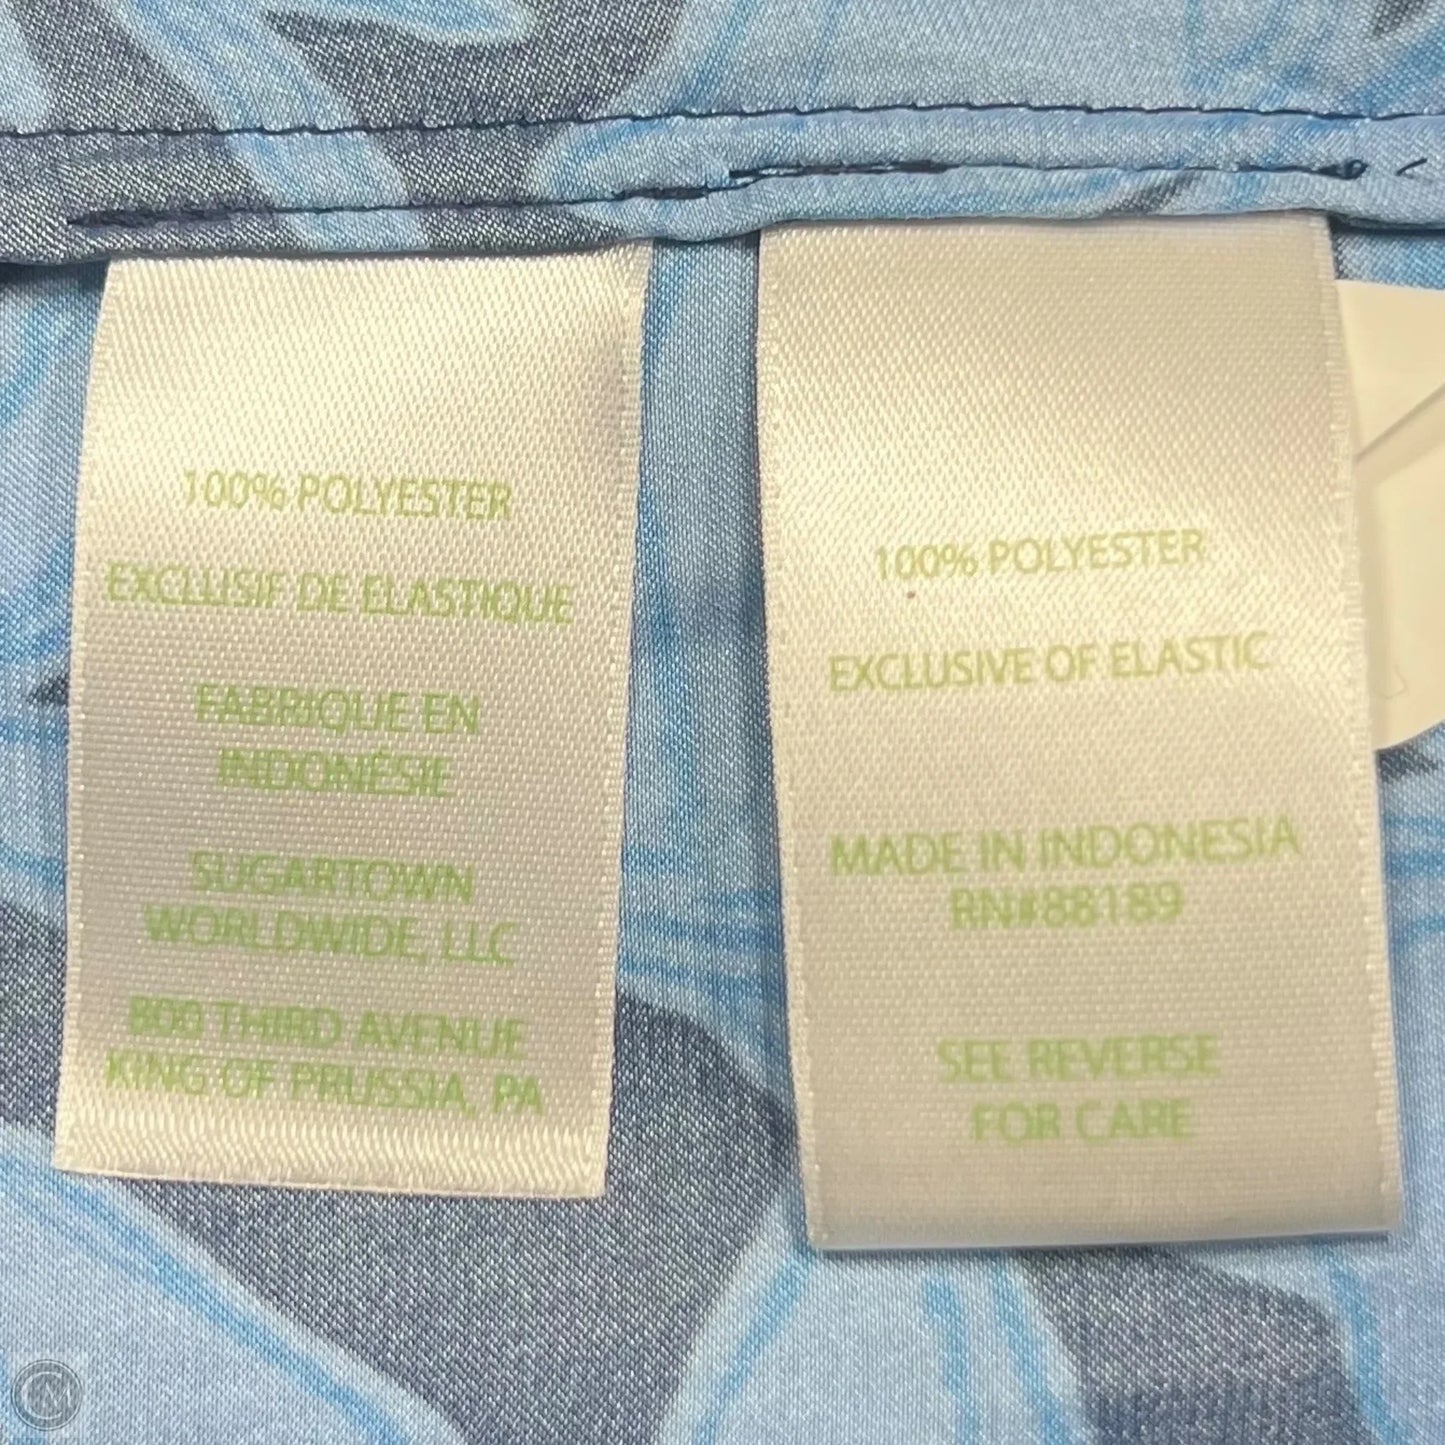 100% POLYESTER
EXCLUSIF DE ELASTIQUE
FABRIQUE EN
INDONÉSIE
SUGARTOWN
WORLDWIDE, LLC
800 THIRD AVENUE
KING OF PRUSSIA, PA
100% POLYESTER
EXCLUSIVE OF ELASTIC
MADE IN INDONESIA
RN#88189
SEE REVERSE
FOR CARE
CM